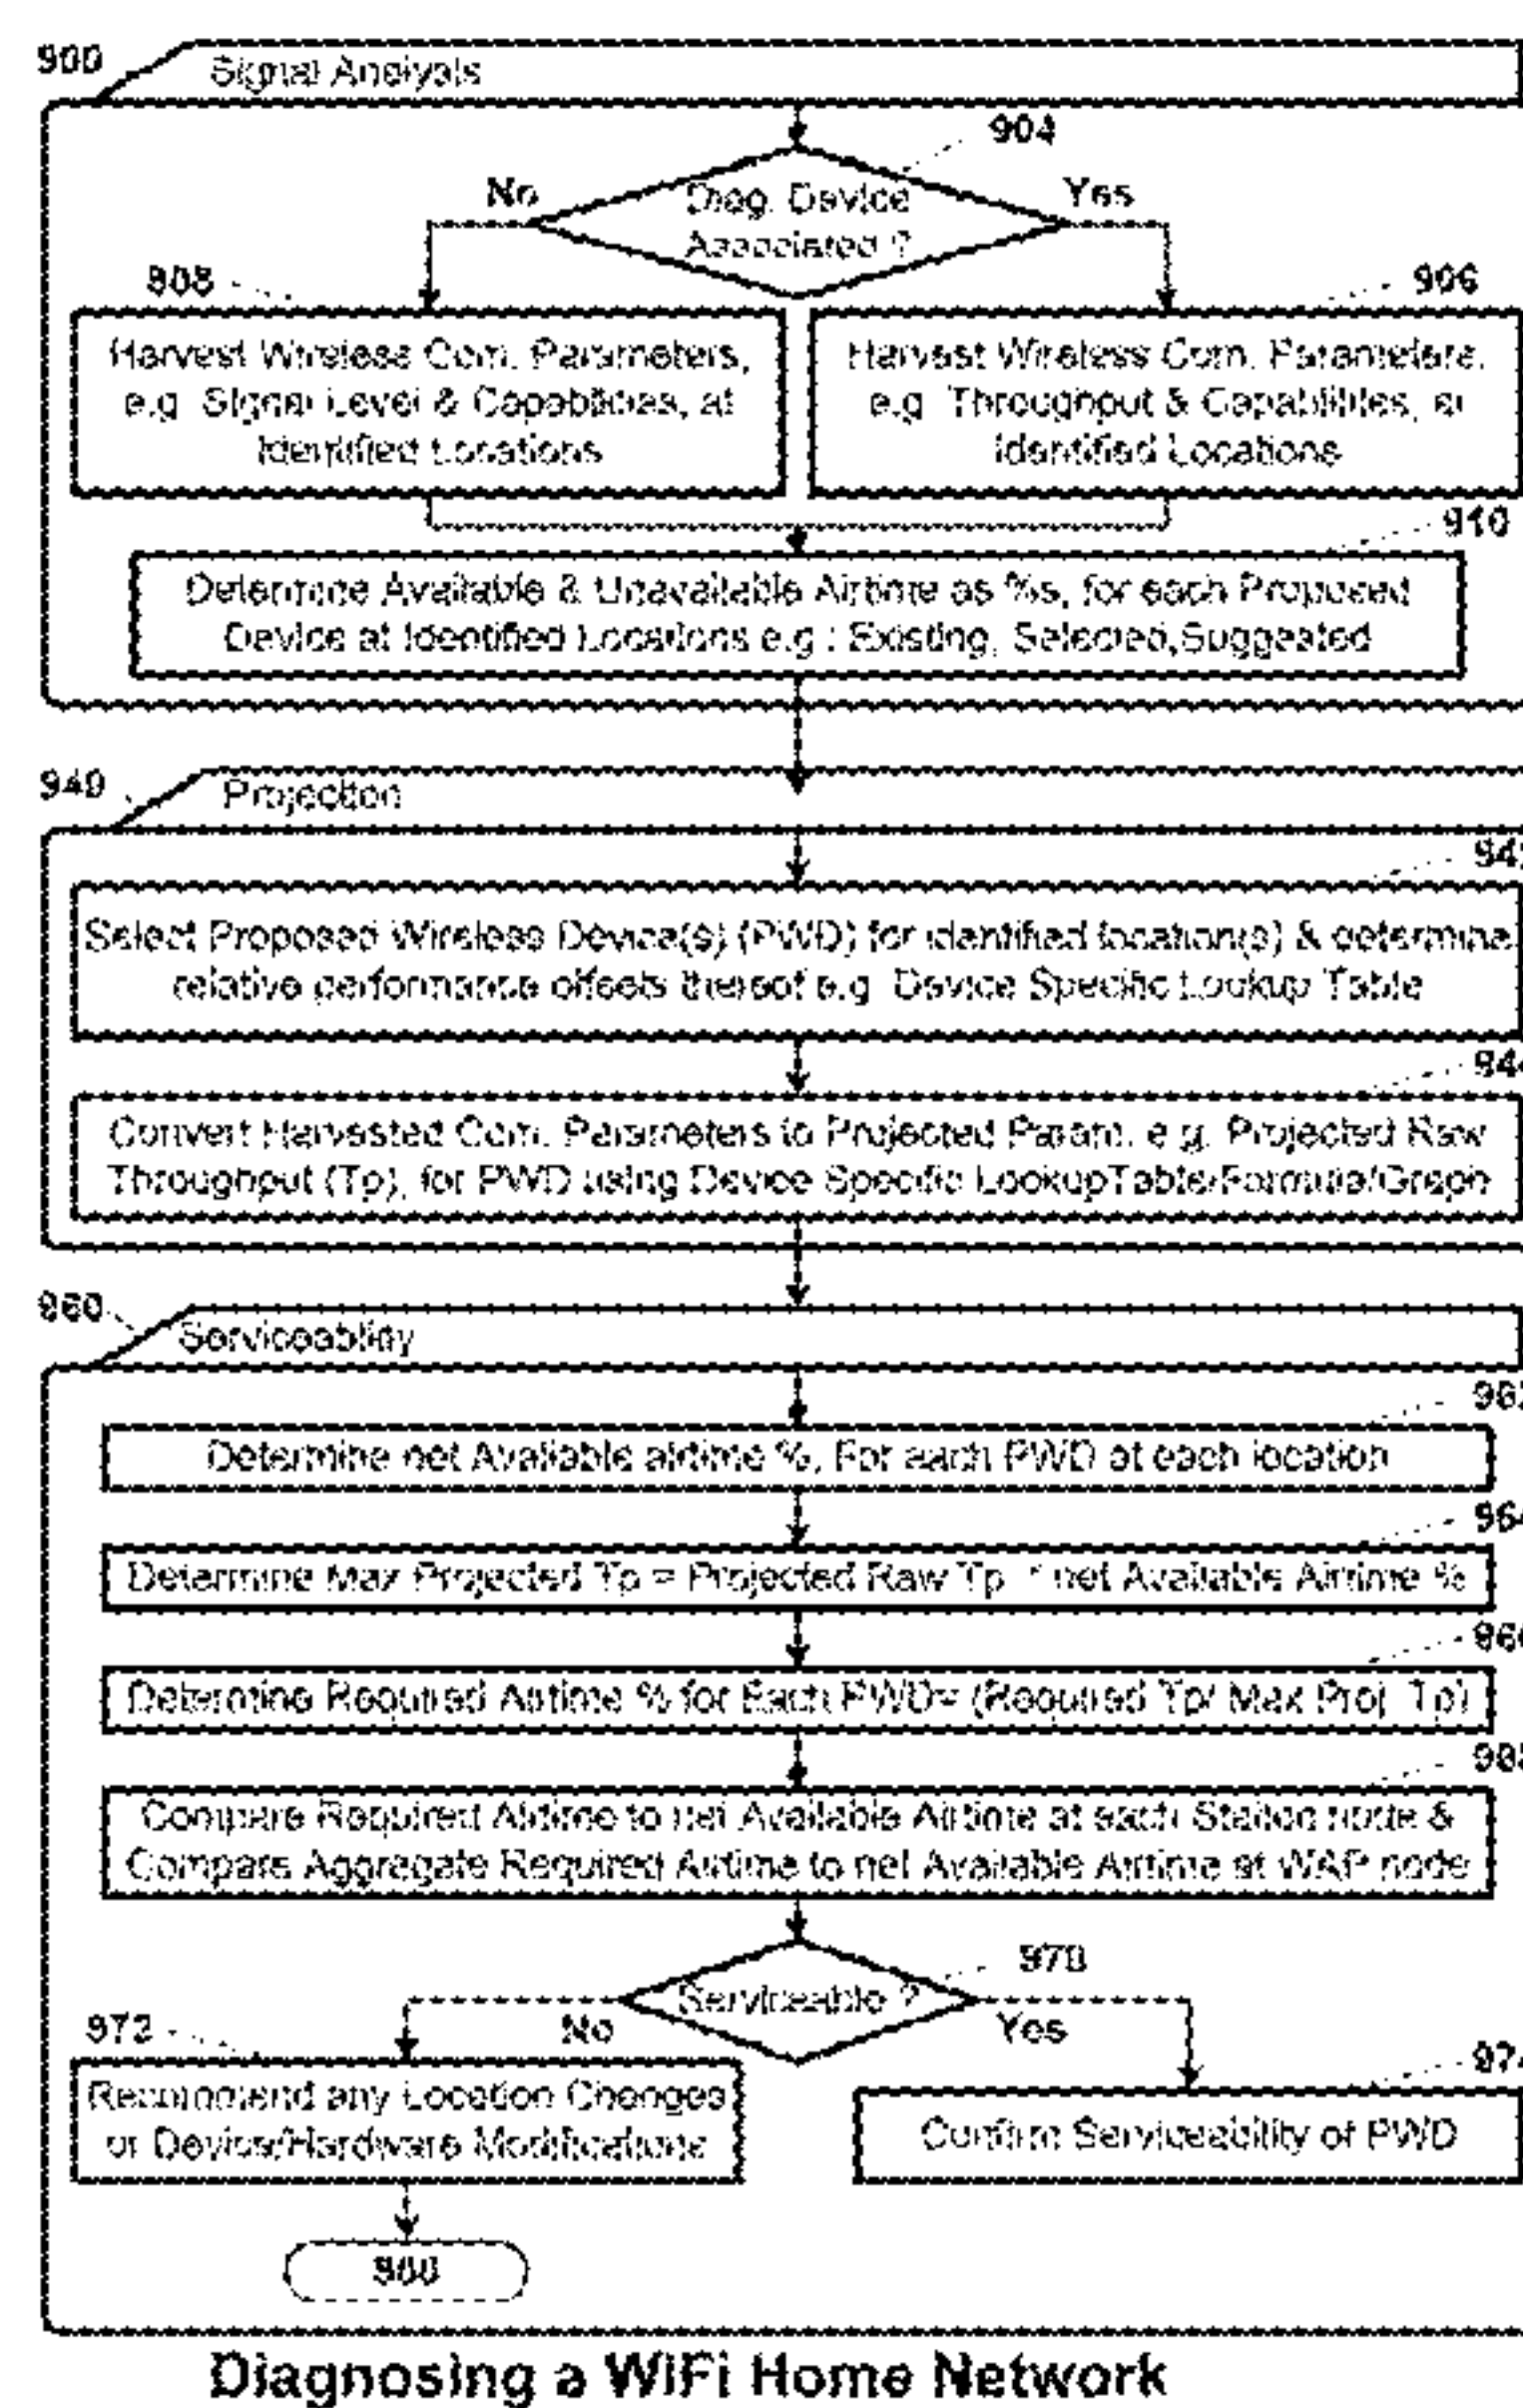 900
Signal Analysis
904
No
Diag. Device
Associated ?
Yes
908
906
Harvest Wireless Com. Parameters,
e.g. Signal Level & Capabilities, at
Identified Locations
Harvest Wireless Com. Parameters,
e.g. Throughput & Capabilities, at
Identified Locations
910
Determine Available & Unavailable Airtime as %s, for each Proposed
Device at Identified Locations e.g.: Existing, Selected,Suggested
940
Projection
Select Proposed Wireless Device(s) (PWD) for identified location(s) & determine
relative performance offsets thereof e.g. Device Specific Lookup Table
Convert Harvested Com. Parameters to Projected Param. e.g. Projected Raw
Throughput (Tp), for PWD using Device Specific LookupTable/Formula/Graph
960
Serviceability
Determine net Available airtime %, For each PWD at each location
Determine Max Projected Tp = Projected Raw Tp * net Available Airtime %
Determine Required Airtime % for Each PWD= (Required Tp/ Max Proj. Tp)
Compare Required Airtime to net Available Airtime at each Station node &
Compare Aggregate Required Airtime to net Available Airtime at WAP node
970
Serviceable ?
No
Yes
972
Recommend any Location Changes
or Device/Hardware Modifications
Confirm Serviceability of PWD
Diagnosing a WiFi Home Network